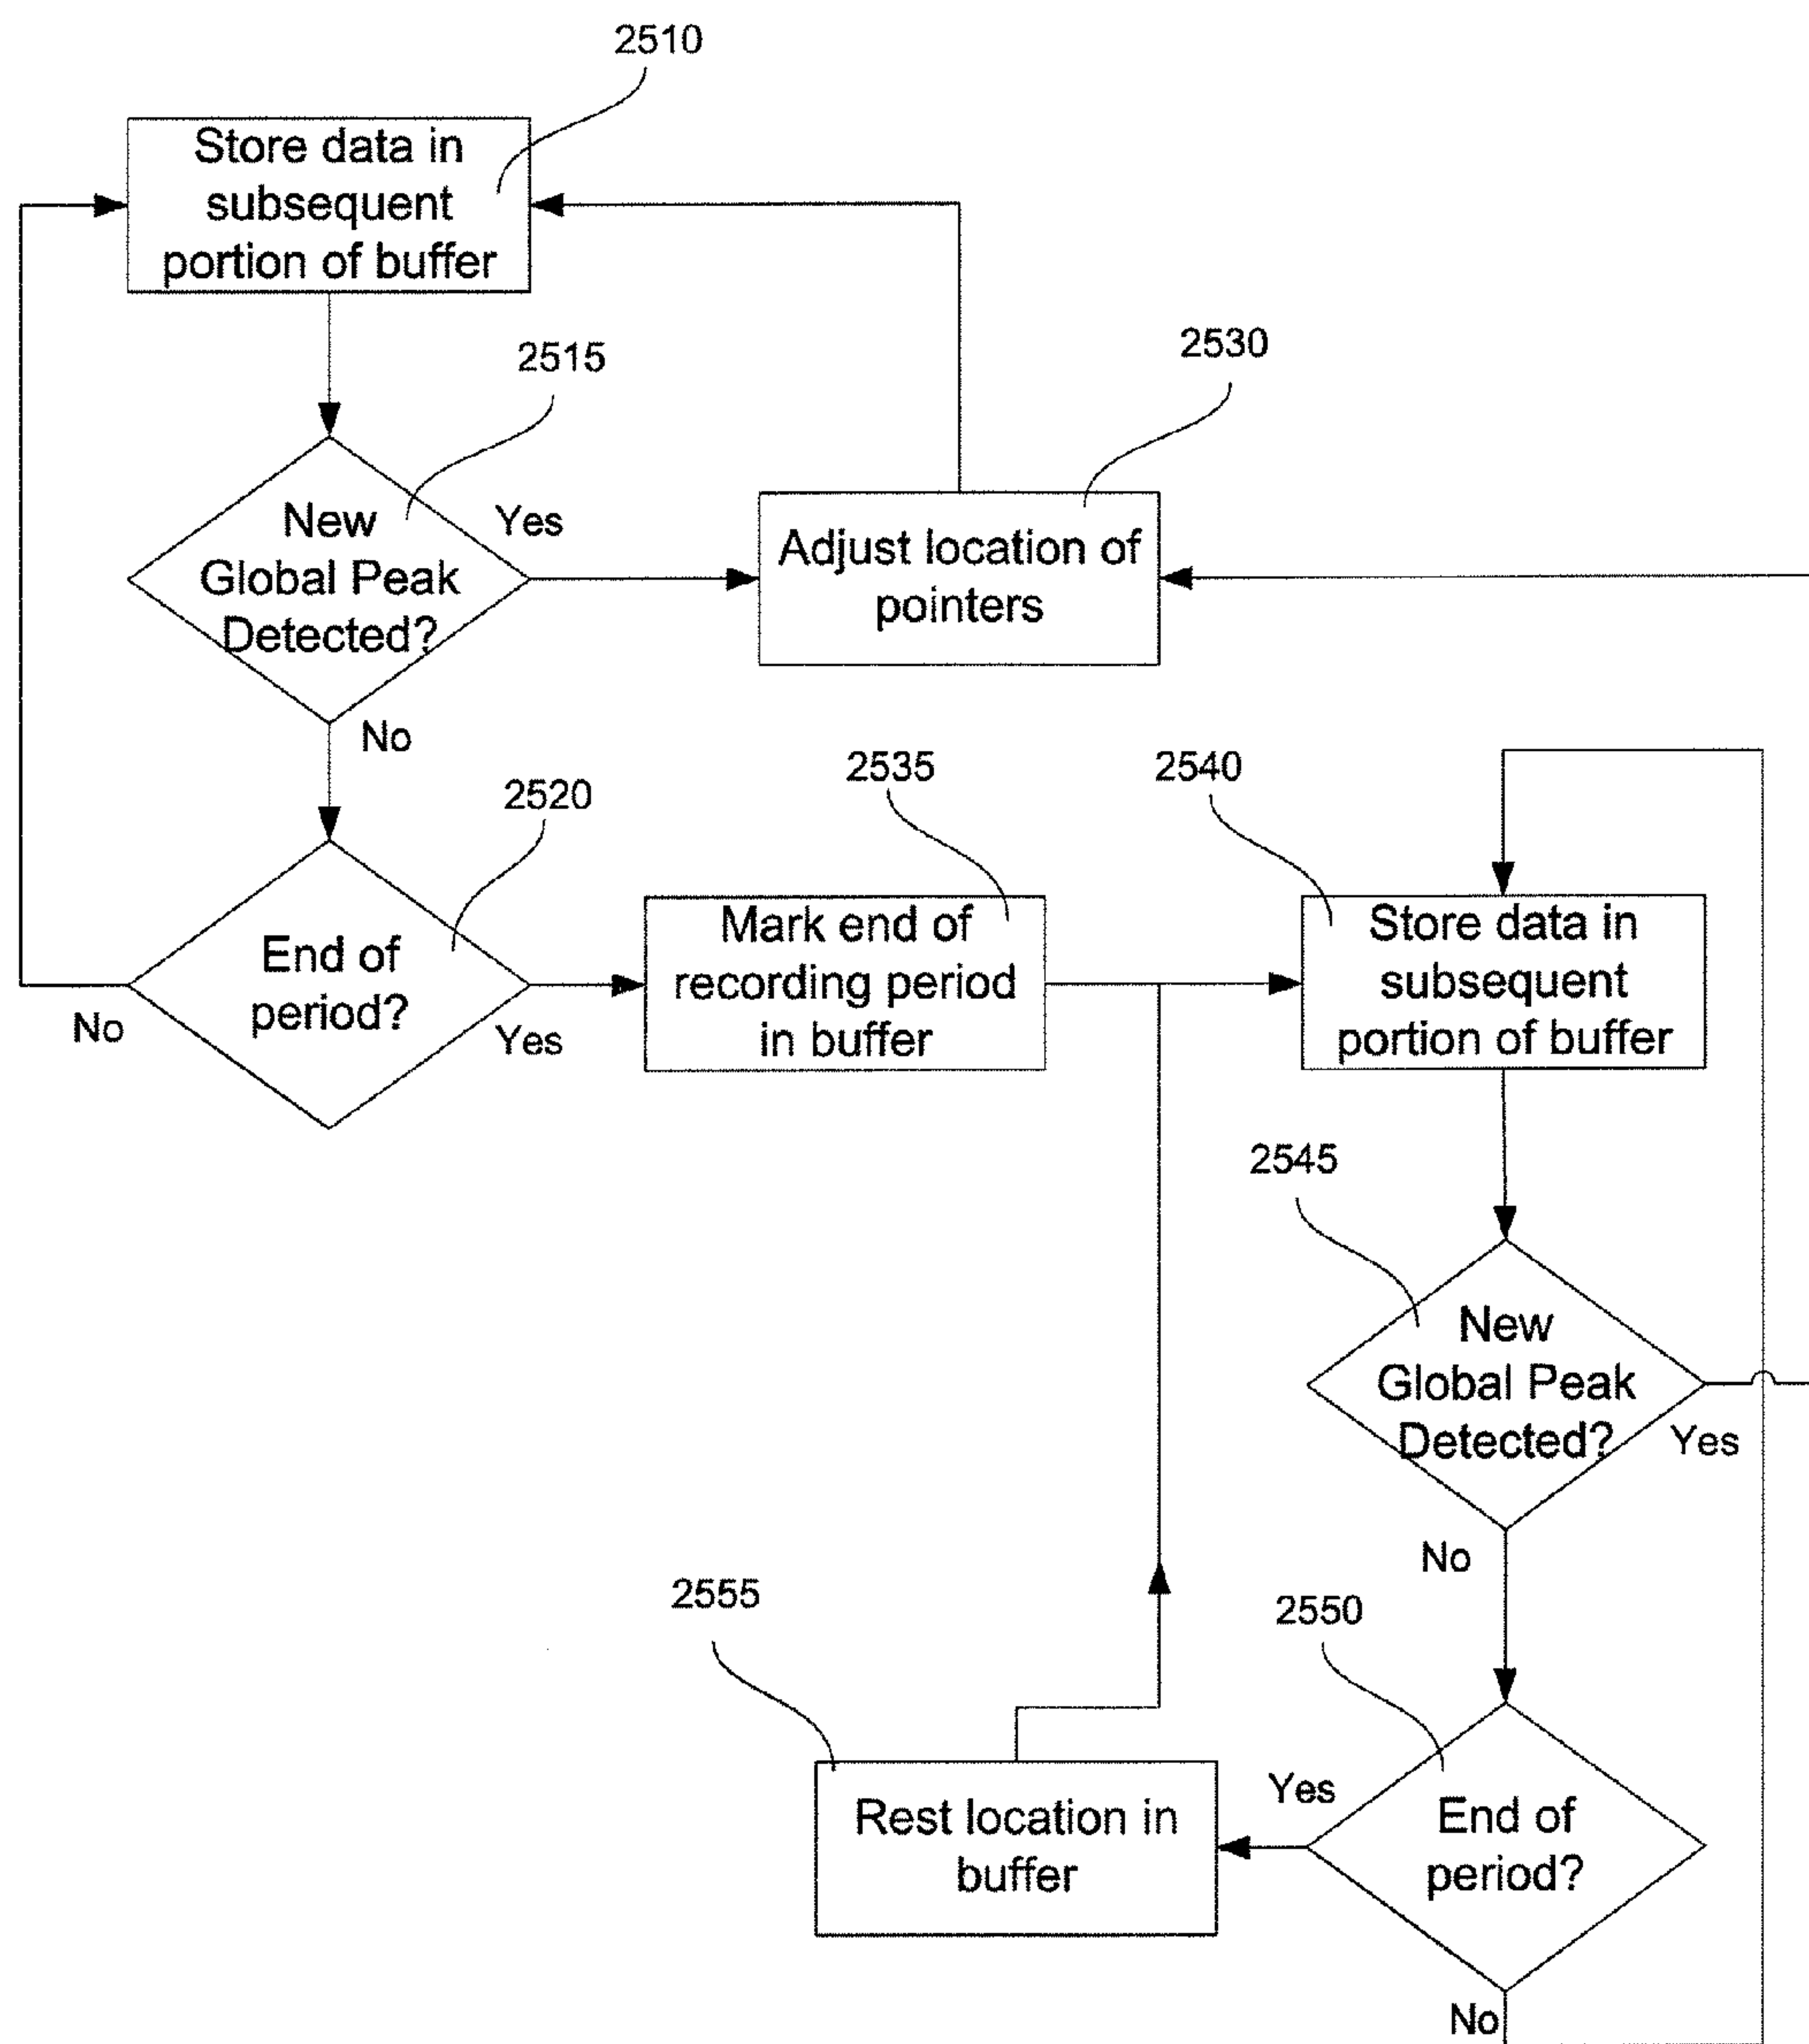 2510
Store data in
subsequent
portion of buffer
2515
2530
New
Global Peak
Detected?
Yes
Adjust location of
pointers
No
2520
2535
2540
End of
period?
No
Yes
Mark end of
recording period
in buffer
Store data in
subsequent
portion of buffer
2545
New
Global Peak
Detected?
Yes
No
2555
2550
Rest location in
buffer
Yes
End of
period?
No